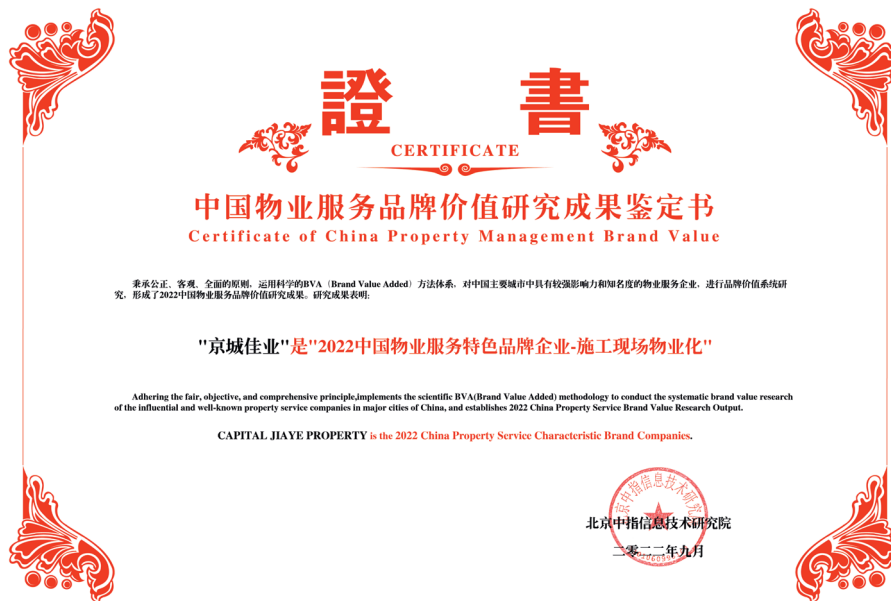 證書
CERTIFICATE
中国物业服务品牌价值研究成果鉴定书
Certificate of China Property Management Brand Value
秉承公正、客观、全面的原则，运用科学的BVA（Brand Value Added）方法体系，对中国主要城市中具有较强影响力和知名度的物业服务企业，进行品牌价值系统研
究，形成了2022中国物业服务品牌价值研究成果。研究成果表明：
"京城佳业"是"2022中国物业服务特色品牌企业-施工现场物业化"
Adhering the fair, objective, and comprehensive principle,implements the scientific BVA(Brand Value Added) methodology to conduct the systematic brand value research
of the influential and well-known property service companies in major cities of China, and establishes 2022 China Property Service Brand Value Research Output.
CAPITAL JIAYE PROPERTY is the 2022 China Property Service Characteristic Brand Companies.
北京中指信息技术研究院
北京中指信息技术研究院
二零二二年九月